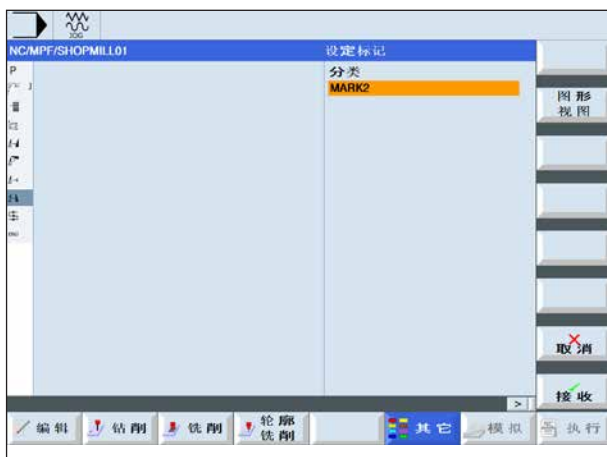 JOG
NC/MPF/SHOPMILL01
设定标记
P
分类
MARK2
图形
视图
取消
接收
>
编辑
钻削
铣削
轮廓
铣削
其它
模拟
执行
END